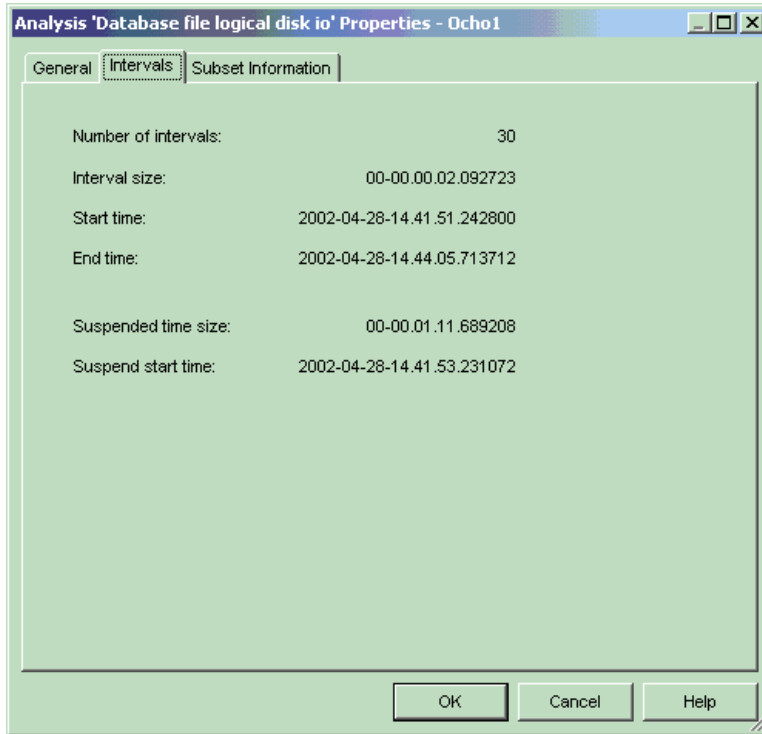 Analysis 'Database file logical disk io' Properties - Ocho1
General Intervals Subset Information
Number of intervals: 30
Interval size: 00-00.00.02.092723
Start time: 2002-04-28-14.41.51.242800
End time: 2002-04-28-14.44.05.713712
Suspended time size: 00-00.01.11.689208
Suspend start time: 2002-04-28-14.41.53.231072
OK Cancel Help